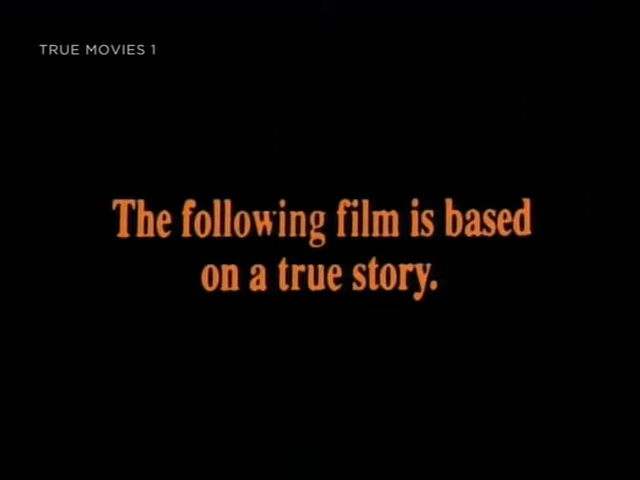 TRUE MOVIES 1
The following film is based
on a true story.